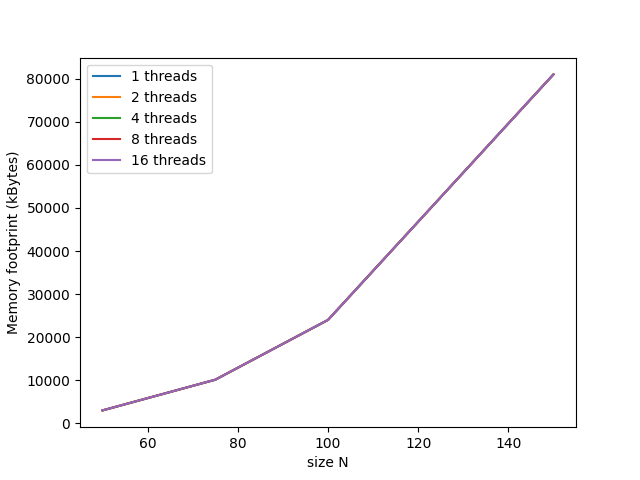 1 threads
2 threads
4 threads
8 threads
16 threads
80000
70000
60000
50000
40000
30000
20000
10000
0
Memory footprint (kBytes)
60
80
100
120
140
size N